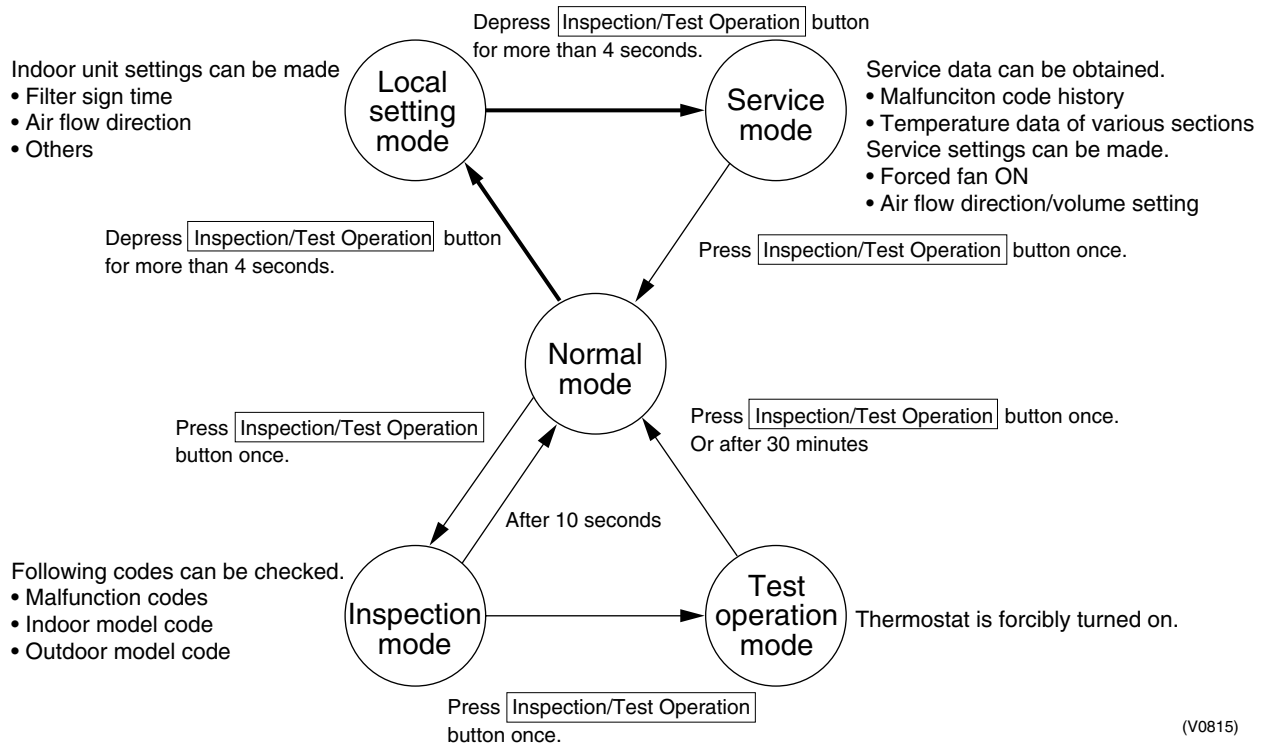 Depress Inspection/Test Operation button
for more than 4 seconds.
Indoor unit settings can be made
• Filter sign time
• Air flow direction
• Others
Local
setting
mode
Service
mode
Service data can be obtained.
• Malfunciton code history
• Temperature data of various sections
Service settings can be made.
• Forced fan ON
• Air flow direction/volume setting
Depress Inspection/Test Operation button
for more than 4 seconds.
Press Inspection/Test Operation button once.
Normal
mode
Press Inspection/Test Operation
button once.
Press Inspection/Test Operation button once.
Or after 30 minutes
After 10 seconds
Following codes can be checked.
• Malfunction codes
• Indoor model code
• Outdoor model code
Inspection
mode
Test
operation
mode
Thermostat is forcibly turned on.
Press Inspection/Test Operation
button once.
(V0815)